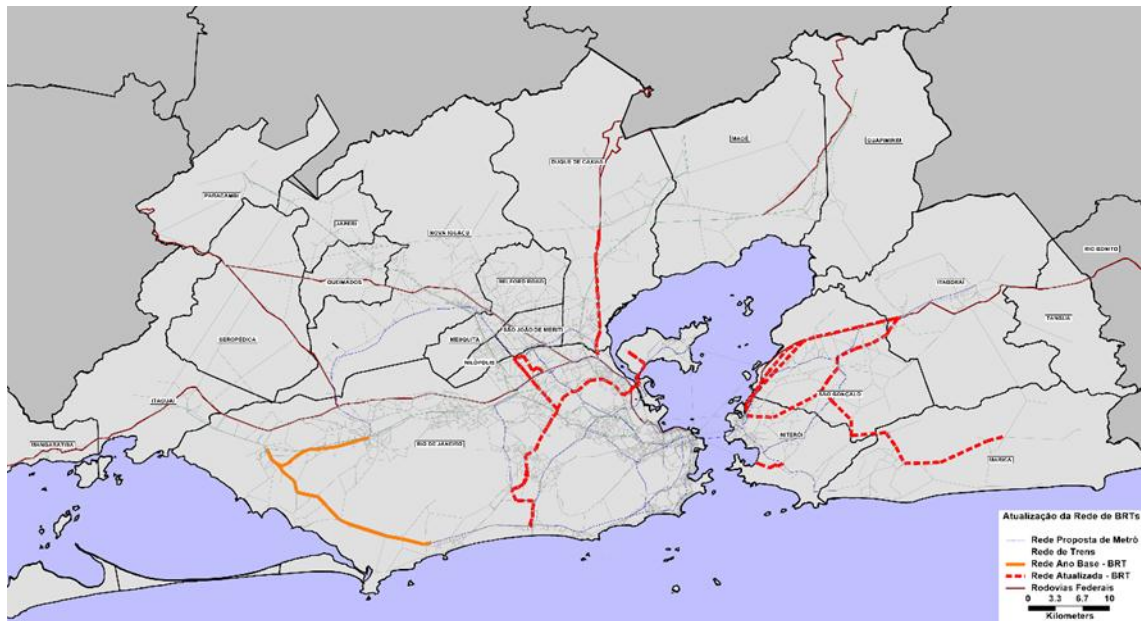 MAGÉ
GUAPIMIRIM
DUQUE DE CAXIAS
PARACAMBI
JAPERI
NOVA IGUAÇU
RIO BONITO
QUEIMADOS
BELFORD ROXO
ITABORAÍ
TANGUÁ
SÃO JOÃO DE MERITI
SEROPÉDICA
MESQUITA
NILÓPOLIS
ITAGUAÍ
SÃO GONÇALO
MANGARATIBA
RIO DE JANEIRO
NITERÓI
MARICÁ
Atualização da Rede de BRTs
Rede Proposta de Metrô
Rede de Trens
Rede Ano Base - BRT
Rede Atualizada - BRT
Rodovias Federais
0 3.3 6.7 10
Kilometers